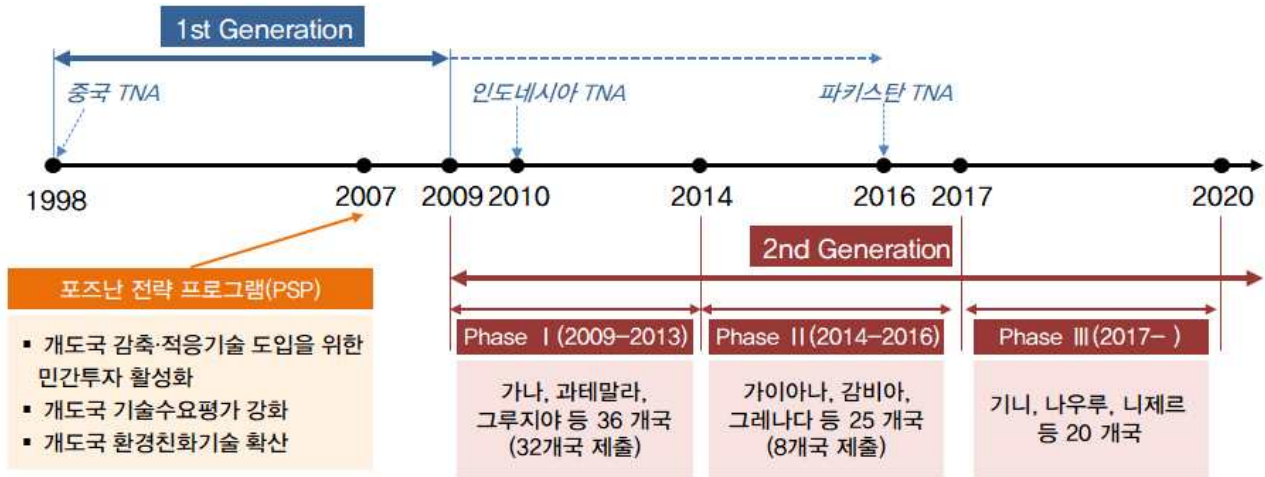 1st Generation
중국 TNA
인도네시아 TNA
파키스탄 TNA
1998
2007
2009
2010
2014
2016
2017
2020
2nd Generation
포즈난 전략 프로그램(PSP)
▪ 개도국 감축·적응기술 도입을 위한
민간투자 활성화
▪ 개도국 기술수요평가 강화
▪ 개도국 환경친화기술 확산
Phase Ⅰ(2009-2013)
가나, 과테말라,
그루지야 등 36 개국
(32개국 제출)
Phase Ⅱ(2014-2016)
가이아나, 감비아,
그레나다 등 25 개국
(8개국 제출)
Phase Ⅲ(2017- )
기니, 나우루, 니제르
등 20 개국